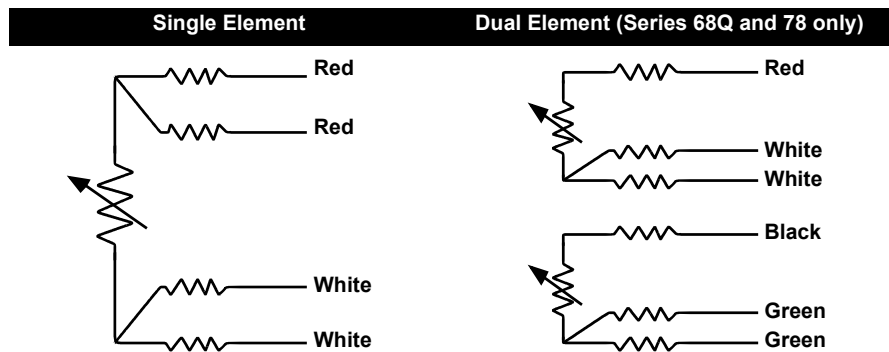 Single Element
Dual Element (Series 68Q and 78 only)
Red
Red
White
White
Red
White
White
Black
Green
Green